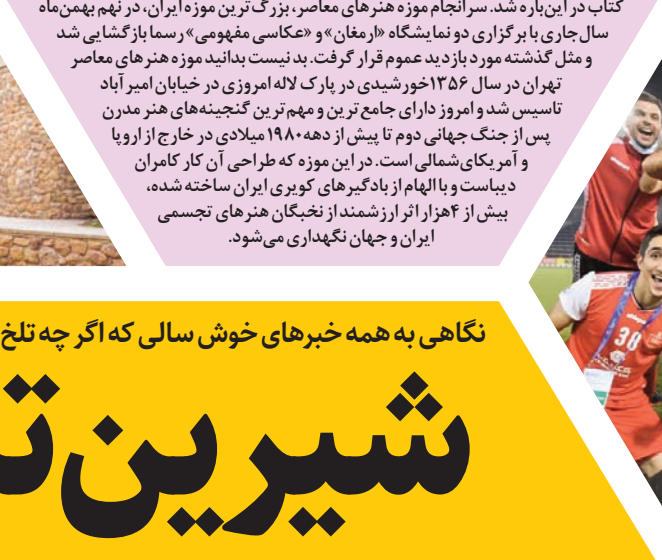 کتاب در این‌باره شد. سرانجام موزه هنرهای معاصر، بزرگ‌ترین موزه ایران، در نهم بهمن‌ماه
سال جاری با برگزاری دو نمایشگاه «ارمغان» و «عکاسی مفهومی» رسما بازگشایی شد
و مثل گذشته مورد بازدید عموم قرار گرفت. بد نیست بدانید موزه هنرهای معاصر
تهران در سال ۱۳۵۶ خورشیدی در پارک لاله امروزی در خیابان امیر آباد
تاسیس شد و امروز دارای جامع ترین و مهم ترین گنجینه‌های هنر مدرن
پس از جنگ جهانی دوم تا پیش از دهه ۱۹۸۰ میلادی در خارج از اروپا
و آمریکای شمالی است. در این موزه که طراحی آن کار کامران
دیباست و با الهام از بادگیرهای کویری ایران ساخته شده،
بیش از ۴هزار اثر ارزشمند از نخبگان هنرهای تجسمی
ایران و جهان نگهداری می‌شود.
38
نگاهی به همه خبرهای خوش سالی که اگر چه تلخ
شیرین‌ت